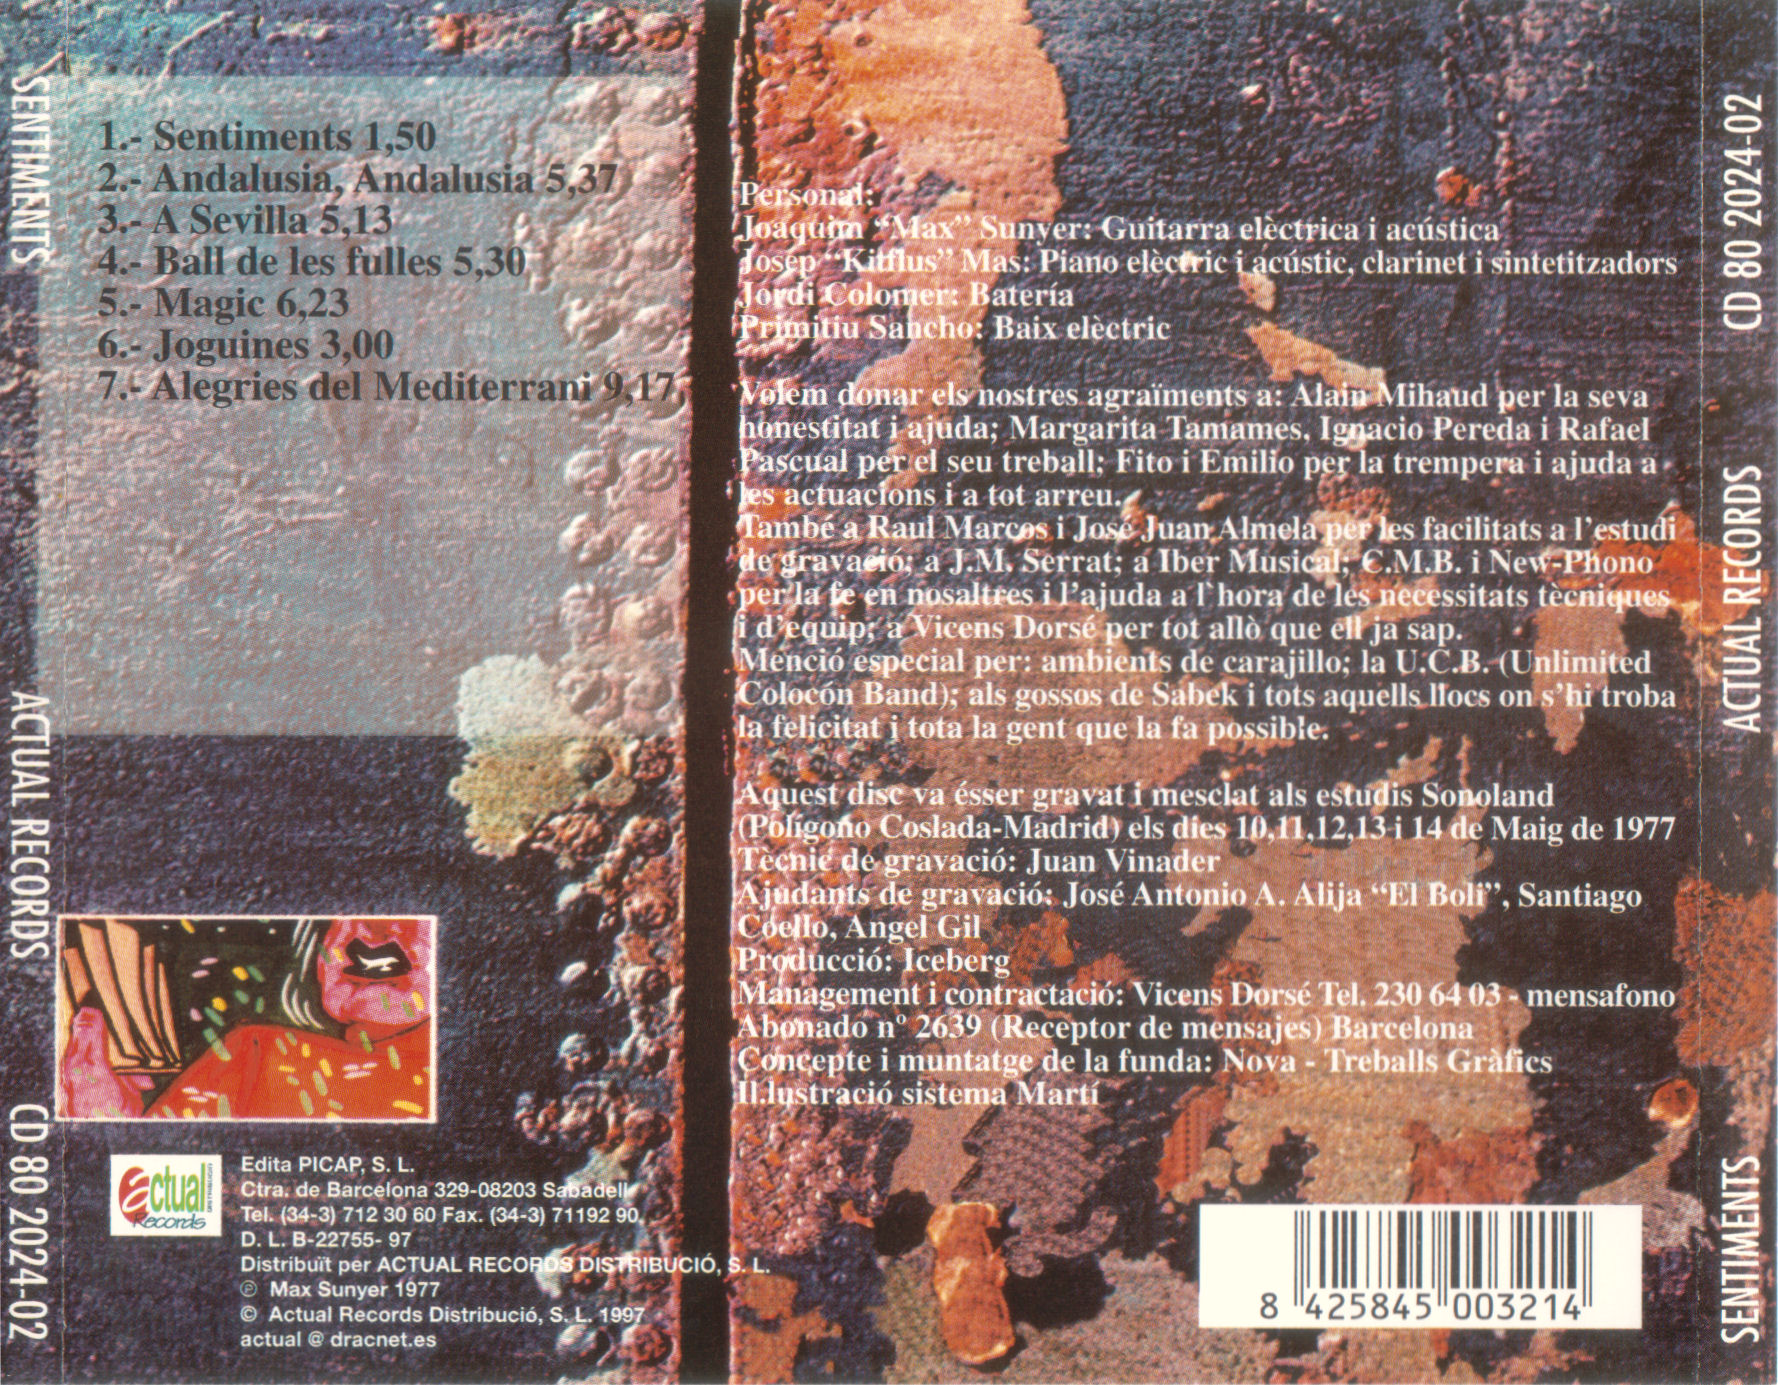 SENTIMENTS
ACTUAL RECORDS
CD 80 2024-02
1.- Sentiments 1,50
2.- Andalusia, Andalusia 5,37
3.- A Sevilla 5,13
4.- Ball de les fulles 5,30
5.- Magic 6,23
6.- Joguines 3,00
7.- Alegries del Mediterrani 9,17
actual
DISTRIBUCIÓ
Records
Edita PICAP, S. L.
Ctra. de Barcelona 329-08203 Sabadell
Tel. (34-3) 712 30 60 Fax. (34-3) 71192 90
D. L. B-22755- 97
Distribuït per ACTUAL RECORDS DISTRIBUCIÓ, S. L.
℗ Max Sunyer 1977
© Actual Records Distribució, S. L. 1997
actual @ dracnet.es
Personal:
Joaquim “Max” Sunyer: Guitarra elèctrica i acústica
Josep “Kitflus” Mas: Piano elèctric i acústic, clarinet i sintetitzadors
Jordi Colomer: Batería
Primitiu Sancho: Baix elèctric
Volem donar els nostres agraïments a: Alain Mihaud per la seva
honestitat i ajuda; Margarita Tamames, Ignacio Pereda i Rafael
Pascual per el seu treball; Fito i Emilio per la trempera i ajuda a
les actuacions i a tot arreu.
També a Raul Marcos i José Juan Almela per les facilitats a l’estudi
de gravació; a J.M. Serrat; a Iber Musical; C.M.B. i New-Phono
per la fe en nosaltres i l’ajuda a l`hora de les necessitats tècniques
i d’equip; a Vicens Dorsé per tot allò que ell ja sap.
Menció especial per: ambients de carajillo; la U.C.B. (Unlimited
Colocón Band); als gossos de Sabek i tots aquells llocs on s’hi troba
la felicitat i tota la gent que la fa possible.
Aquest disc va ésser gravat i mesclat als estudis Sonoland
(Polígono Coslada-Madrid) els dies 10,11,12,13 i 14 de Maig de 1977
Tècnic de gravació: Juan Vinader
Ajudants de gravació: José Antonio A. Alija “El Boli”, Santiago
Coello, Angel Gil
Producció: Iceberg
Management i contractació: Vicens Dorsé Tel. 230 64 03 - mensafono
Abonado nº 2639 (Receptor de mensajes) Barcelona
Concepte i muntatge de la funda: Nova - Treballs Gràfics
Il.lustració sistema Martí
8 425845 003214
CD 80 2024-02
ACTUAL RECORDS
SENTIMENTS